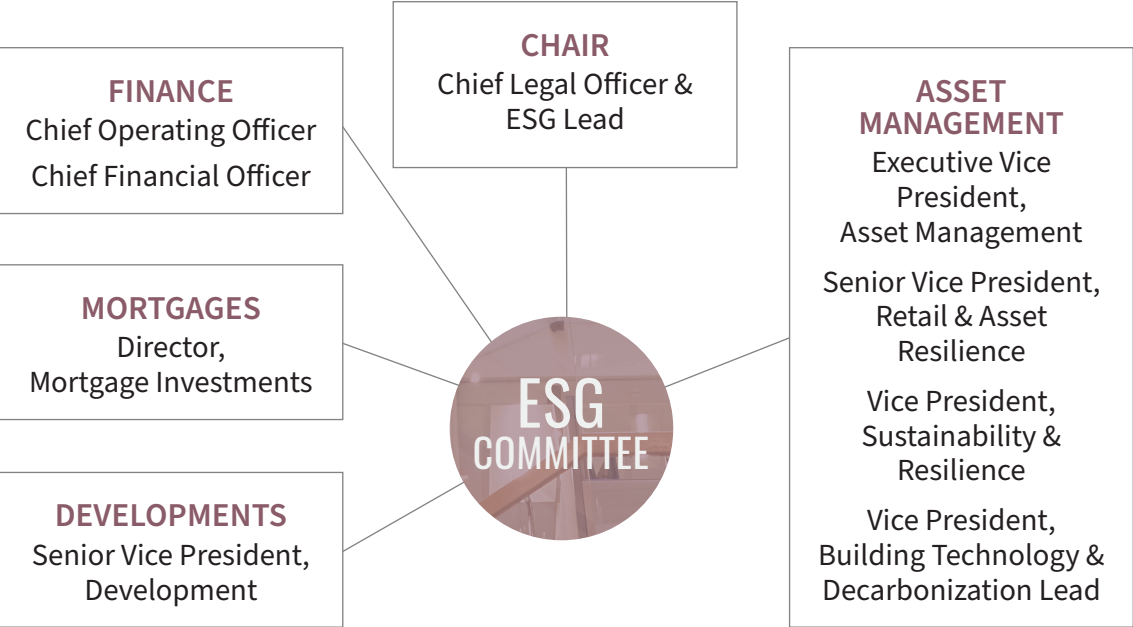 CHAIR
Chief Legal Officer &
ESG Lead
FINANCE
Chief Operating Officer
Chief Financial Officer
MORTGAGES
Director,
Mortgage Investments
DEVELOPMENTS
Senior Vice President,
Development
ESG
COMMITTEE
ASSET
MANAGEMENT
Executive Vice
President,
Asset Management
Senior Vice President,
Retail & Asset
Resilience
Vice President,
Sustainability &
Resilience
Vice President,
Building Technology &
Decarbonization Lead